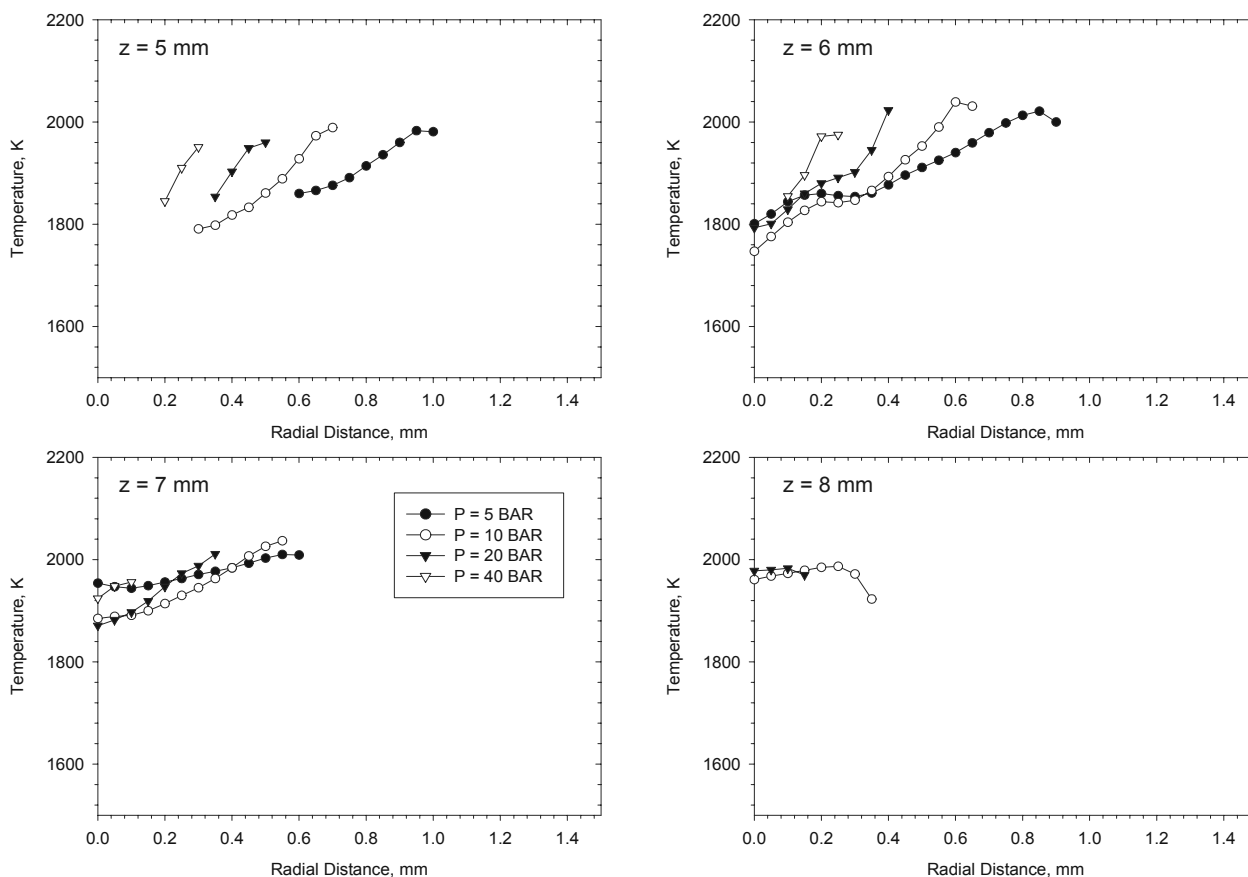 z = 5 mm
2200
2000
1800
1600
Temperature, K
0.0 0.2 0.4 0.6 0.8 1.0 1.2 1.4
Radial Distance, mm
z = 6 mm
2200
2000
1800
1600
Temperature, K
0.0 0.2 0.4 0.6 0.8 1.0 1.2 1.4
Radial Distance, mm
z = 7 mm
2200
2000
1800
1600
Temperature, K
P = 5 BAR
P = 10 BAR
P = 20 BAR
P = 40 BAR
0.0 0.2 0.4 0.6 0.8 1.0 1.2 1.4
Radial Distance, mm
z = 8 mm
2200
2000
1800
1600
Temperature, K
0.0 0.2 0.4 0.6 0.8 1.0 1.2 1.4
Radial Distance, mm